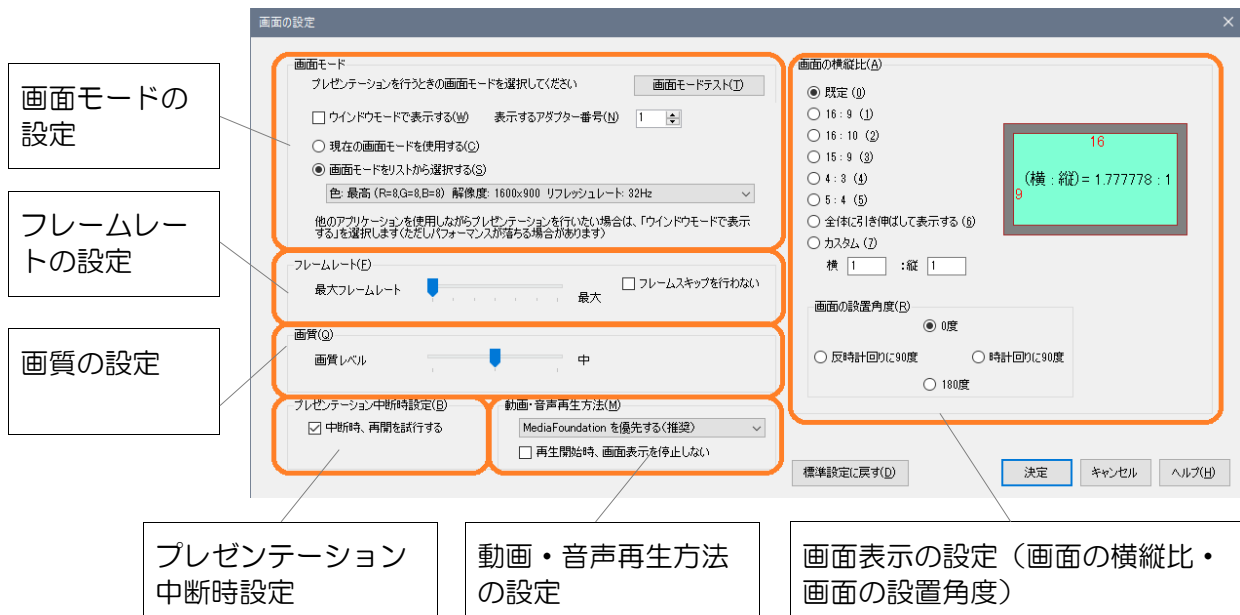 画面の設定
画面モードの
設定
フレームレー
トの設定
画質の設定
画面モード
プレゼンテーションを行うときの画面モードを選択してください
画面モードテスト(T)
ウインドウモードで表示する(W)
表示するアダプター番号(N)
1
現在の画面モードを使用する(C)
画面モードをリストから選択する(S)
色: 最高 (R=8,G=8,B=8) 解像度: 1600x900 リフレッシュレート: 32Hz
他のアプリケーションを使用しながらプレゼンテーションを行いたい場合は、「ウインドウモードで表示
する」を選択します(ただしパフォーマンスが落ちる場合があります)
フレームレート(F)
最大フレームレート
最大
フレームスキップを行わない
画質(Q)
画質レベル
中
プレゼンテーション中断時設定(B)
中断時、再開を試行する
動画・音声再生方法(M)
MediaFoundation を優先する(推奨)
再生開始時、画面表示を停止しない
画面の横縦比(A)
既定 (0)
16 : 9 (1)
16 : 10 (2)
15 : 9 (3)
4 : 3 (4)
5 : 4 (5)
全体に引き伸ばして表示する (6)
カスタム (7)
横 1 :縦 1
16
(横 : 縦)= 1.777778 : 1
9
画面の設置角度(R)
0度
反時計回りに90度
時計回りに90度
180度
標準設定に戻す(D)
決定
キャンセル
ヘルプ(H)
プレゼンテーション
中断時設定
動画・音声再生方法
の設定
画面表示の設定（画面の横縦比・
画面の設置角度）